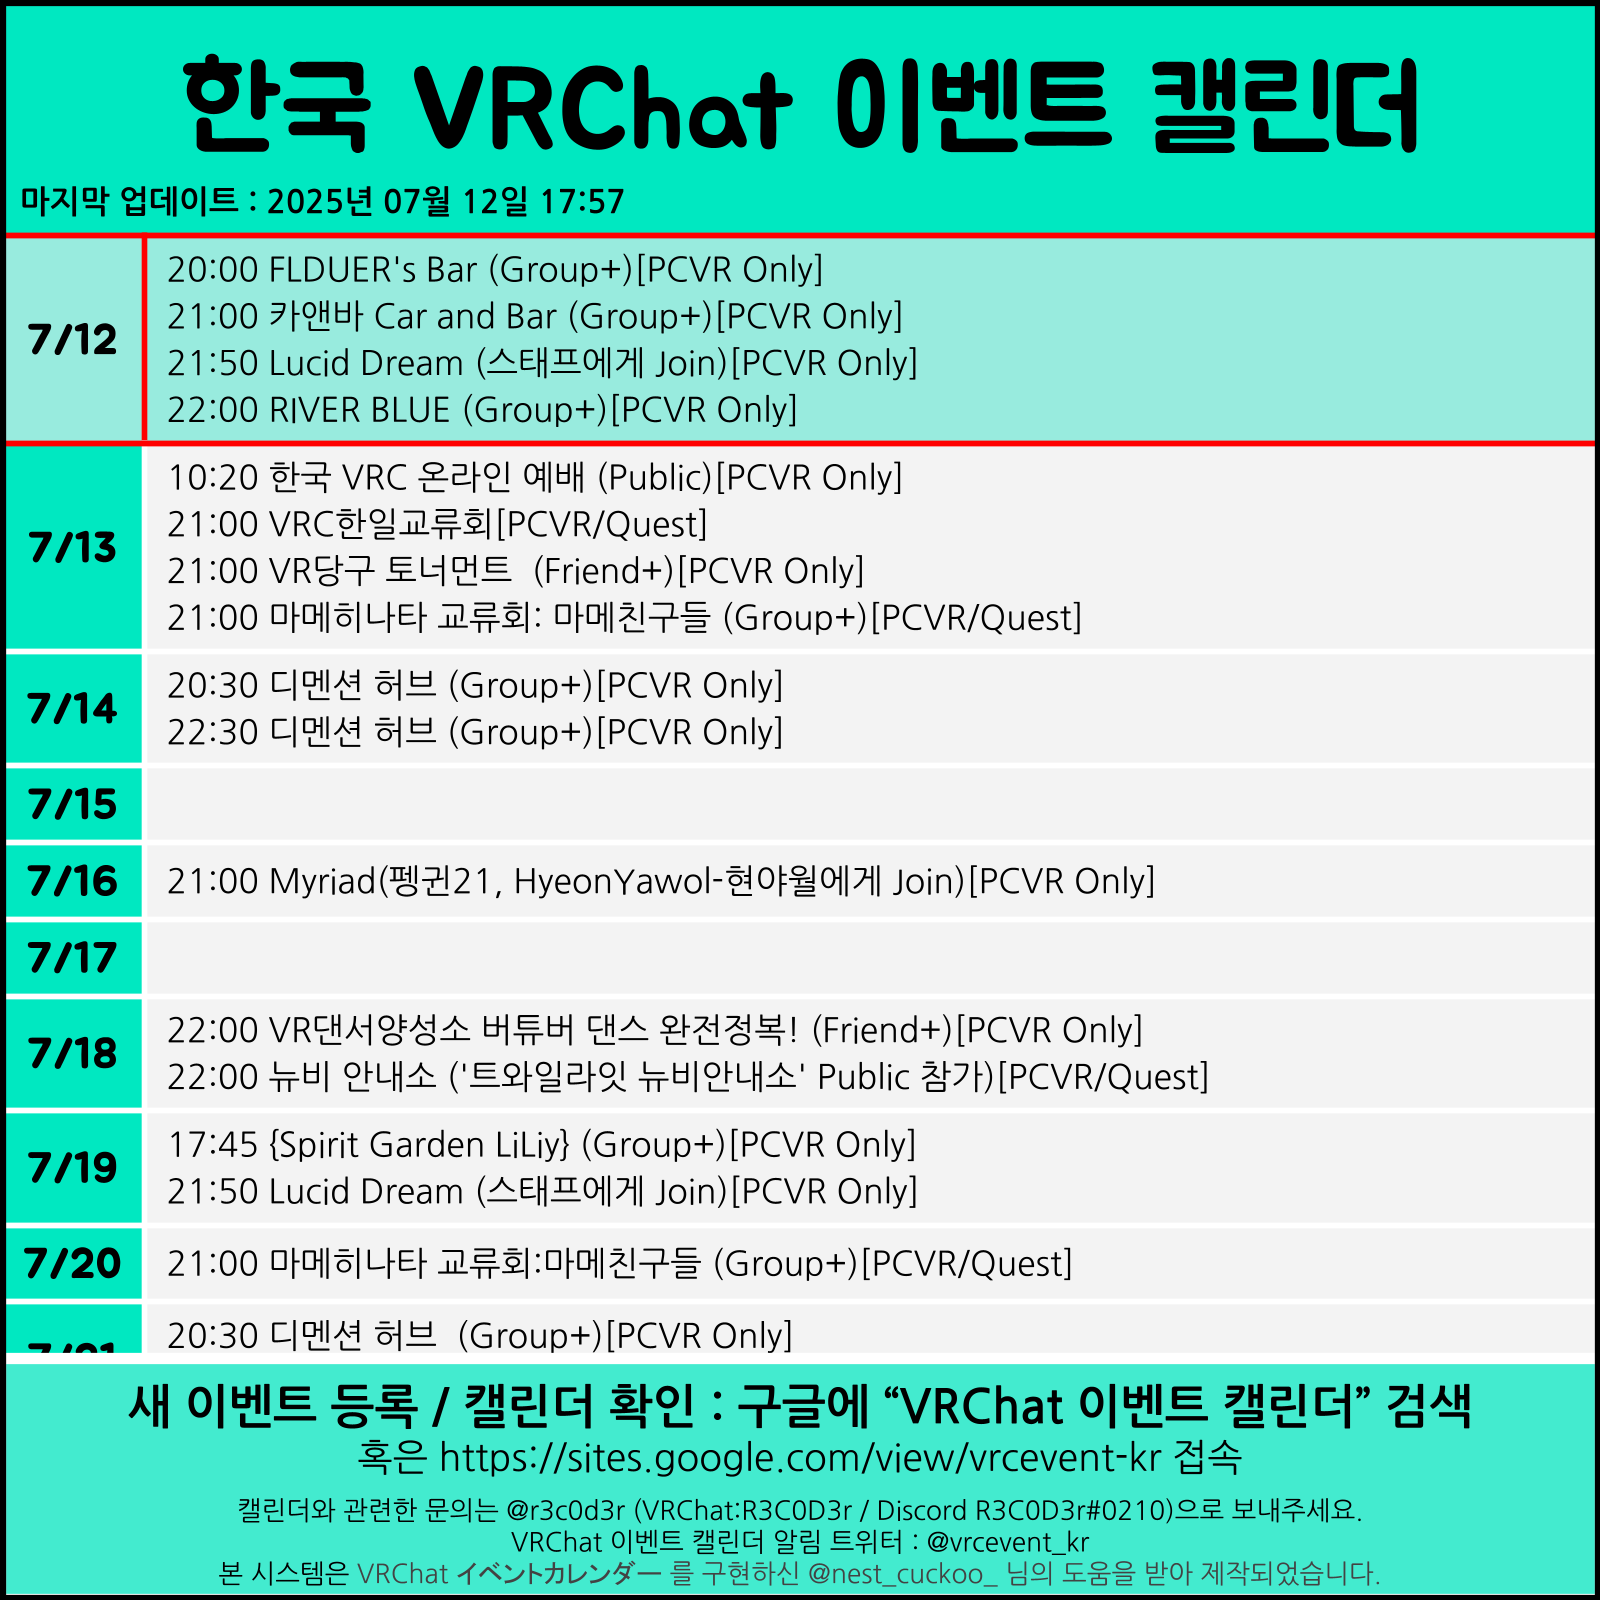 한국 VRChat 이벤트 캘린더
마지막 업데이트 : 2025년 07월 12일 17:57
7/12
20:00 FLDUER's Bar (Group+)[PCVR Only]
21:00 카앤바 Car and Bar (Group+)[PCVR Only]
21:50 Lucid Dream (스태프에게 Join)[PCVR Only]
22:00 RIVER BLUE (Group+)[PCVR Only]
7/13
10:20 한국 VRC 온라인 예배 (Public)[PCVR Only]
21:00 VRC한일교류회[PCVR/Quest]
21:00 VR당구 토너먼트  (Friend+)[PCVR Only]
21:00 마메히나타 교류회: 마메친구들 (Group+)[PCVR/Quest]
7/14
20:30 디멘션 허브 (Group+)[PCVR Only]
22:30 디멘션 허브 (Group+)[PCVR Only]
7/15
7/16
21:00 Myriad(펭귄21, HyeonYawol-현야월에게 Join)[PCVR Only]
7/17
7/18
22:00 VR댄서양성소 버튜버 댄스 완전정복! (Friend+)[PCVR Only]
22:00 뉴비 안내소 ('트와일라잇 뉴비안내소' Public 참가)[PCVR/Quest]
7/19
17:45 {Spirit Garden LiLiy} (Group+)[PCVR Only]
21:50 Lucid Dream (스태프에게 Join)[PCVR Only]
7/20
21:00 마메히나타 교류회:마메친구들 (Group+)[PCVR/Quest]
7/21
20:30 디멘션 허브  (Group+)[PCVR Only]
새 이벤트 등록 / 캘린더 확인 : 구글에 “VRChat 이벤트 캘린더” 검색
혹은 https://sites.google.com/view/vrcevent-kr 접속
캘린더와 관련한 문의는 @r3c0d3r (VRChat:R3C0D3r / Discord R3C0D3r#0210)으로 보내주세요.
VRChat 이벤트 캘린더 알림 트위터 : @vrcevent_kr
본 시스템은 VRChat イベントカレンダー 를 구현하신 @nest_cuckoo_ 님의 도움을 받아 제작되었습니다.